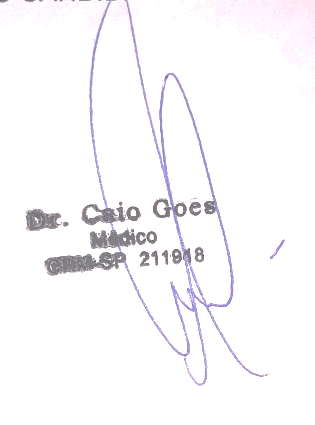 Dr. Caio Goes
Médico
CRM-SP 211918